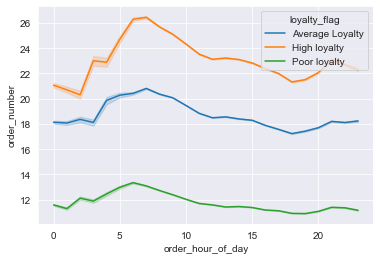 26
24
22
20
18
16
14
12
order_number
0
5
10
15
20
order_hour_of_day
loyalty_flag
Average Loyalty
High loyalty
Poor loyalty